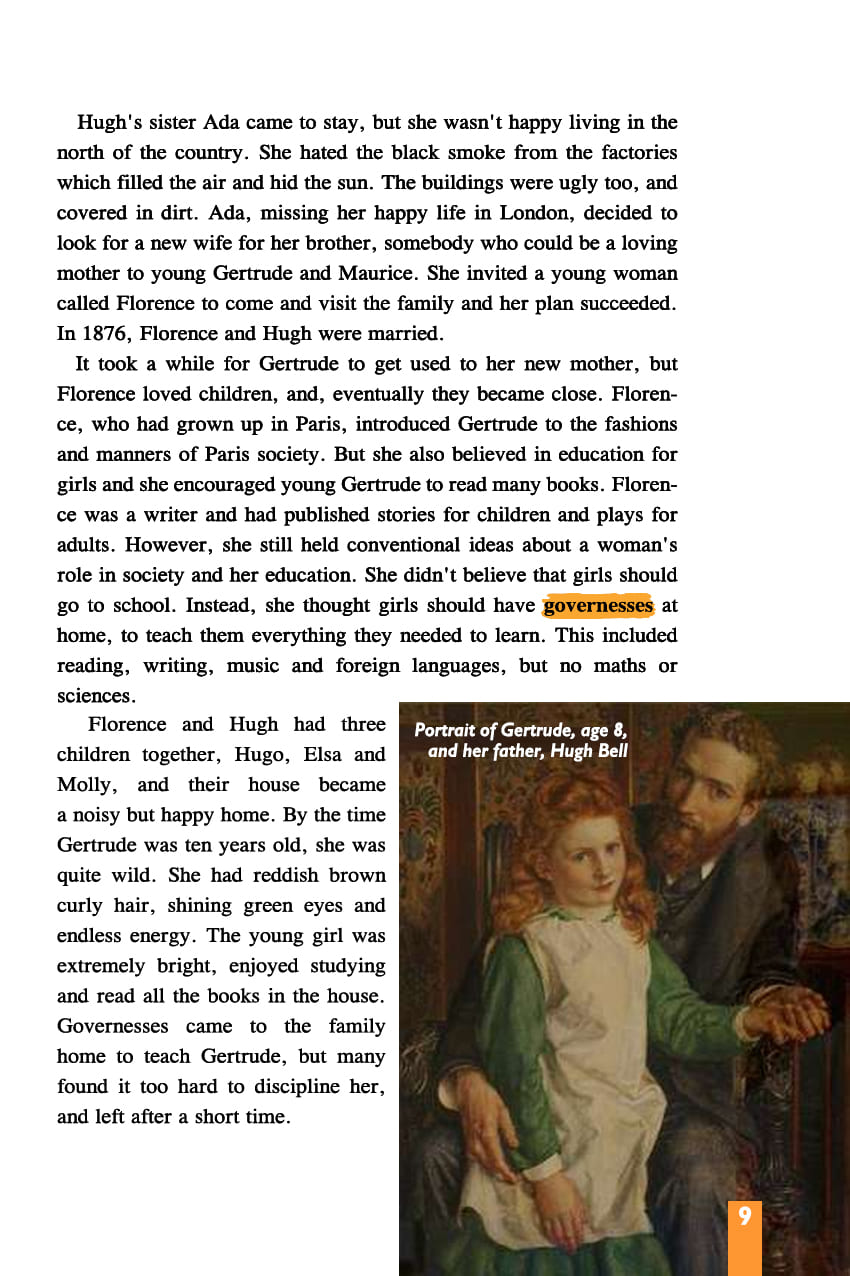 Hugh's sister Ada came to stay, but she wasn't happy living in the
north of the country. She hated the black smoke from the factories
which filled the air and hid the sun. The buildings were ugly too, and
covered in dirt. Ada, missing her happy life in London, decided to
look for a new wife for her brother, somebody who could be a loving
mother to young Gertrude and Maurice. She invited a young woman
called Florence to come and visit the family and her plan succeeded.
In 1876, Florence and Hugh were married.
It took a while for Gertrude to get used to her new mother, but
Florence loved children, and, eventually they became close. Floren-
ce, who had grown up in Paris, introduced Gertrude to the fashions
and manners of Paris society. But she also believed in education for
girls and she encouraged young Gertrude to read many books. Floren-
ce was a writer and had published stories for children and plays for
adults. However, she still held conventional ideas about a woman's
role in society and her education. She didn't believe that girls should
go to school. Instead, she thought girls should have governesses at
home, to teach them everything they needed to learn. This included
reading, writing, music and foreign languages, but no maths or
sciences.
Florence and Hugh had three
children together, Hugo, Elsa and
Molly, and their house became
a noisy but happy home. By the time
Gertrude was ten years old, she was
quite wild. She had reddish brown
curly hair, shining green eyes and
endless energy. The young girl was
extremely bright, enjoyed studying
and read all the books in the house.
Governesses came to the family
home to teach Gertrude, but many
found it too hard to discipline her,
and left after a short time.
Portrait of Gertrude, age 8,
and her father, Hugh Bell
9